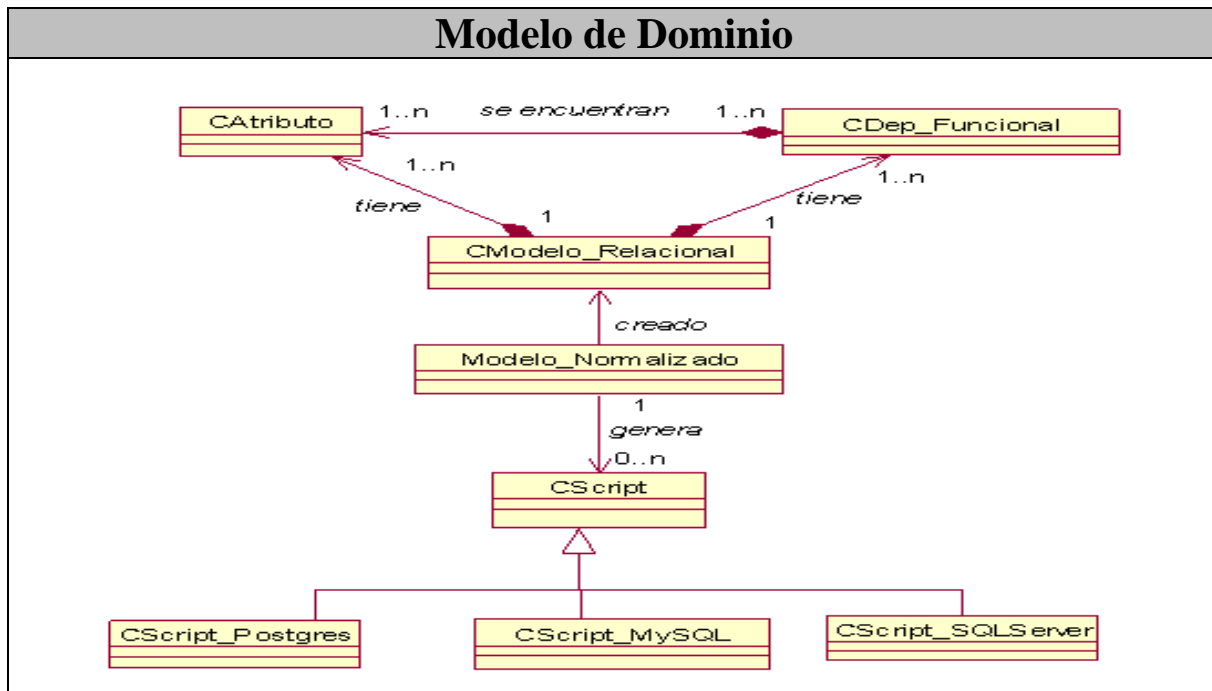 Modelo de Dominio
1..n se encuentran 1..n
CAtributo
CDep_Funcional
1..n
1..n
tiene
tiene
1
1
CModelo_Relacional
creado
Modelo_Normalizado
1
genera
0..n
CScript
CScript_Postgres
CScript_MySQL
CScript_SQLServer